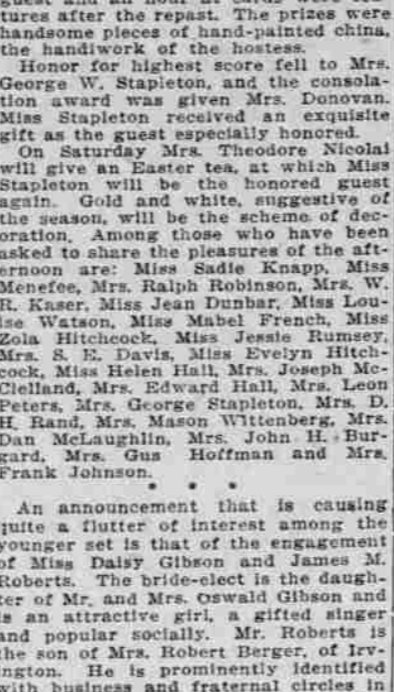 guest and an hour at cards were fea-
tures after the repast. The prizes were
handsome pieces of hand-painted china,
the handiwork of the hostess.
Honor for highest score fell to Mrs.
George W. Stapleton, and the consola-
tion award was given Mrs. Donovan.
Miss Stapleton received an exquisite
gift as the guest especially honored.
On Saturday Mrs. Theodore Nicolai
will give an Easter tea, at which Miss
Stapleton will be the honored guest
again. Gold and white, suggestive of
the season, will be the scheme of dec-
oration. Among those who have been
asked to share the pleasures of the aft-
ernoon are: Miss Sadie Knapp, Miss
Menefee, Mrs. Ralph Robinson, Mrs. W.
R. Kaser, Miss Jean Dunbar, Miss Lou-
ise Watson, Miss Mabel French, Miss
Zola Hitchcock, Miss Jessie Rumsey,
Mrs. S. E. Davis, Miss Evelyn Hitch-
cock, Miss Helen Hall, Mrs. Joseph Mc-
Clelland, Mrs. Edward Hall, Mrs. Leon
Peters, Mrs. George Stapleton, Mrs. D.
H. Rand, Mrs. Mason Wittenberg, Mrs.
Dan McLaughlin, Mrs. John H. Bur-
gard, Mrs. Gus Hoffman and Mrs.
Frank Johnson.
* * *
An announcement that is causing
quite a flutter of interest among the
younger set is that of the engagement
of Miss Daisy Gibson and James M.
Roberts. The bride-elect is the daugh-
ter of Mr. and Mrs. Oswald Gibson and
is an attractive girl, a gifted singer
and popular socially. Mr. Roberts is
the son of Mrs. Robert Berger, of Irv-
ington. He is prominently identified
with business and fraternal circles in